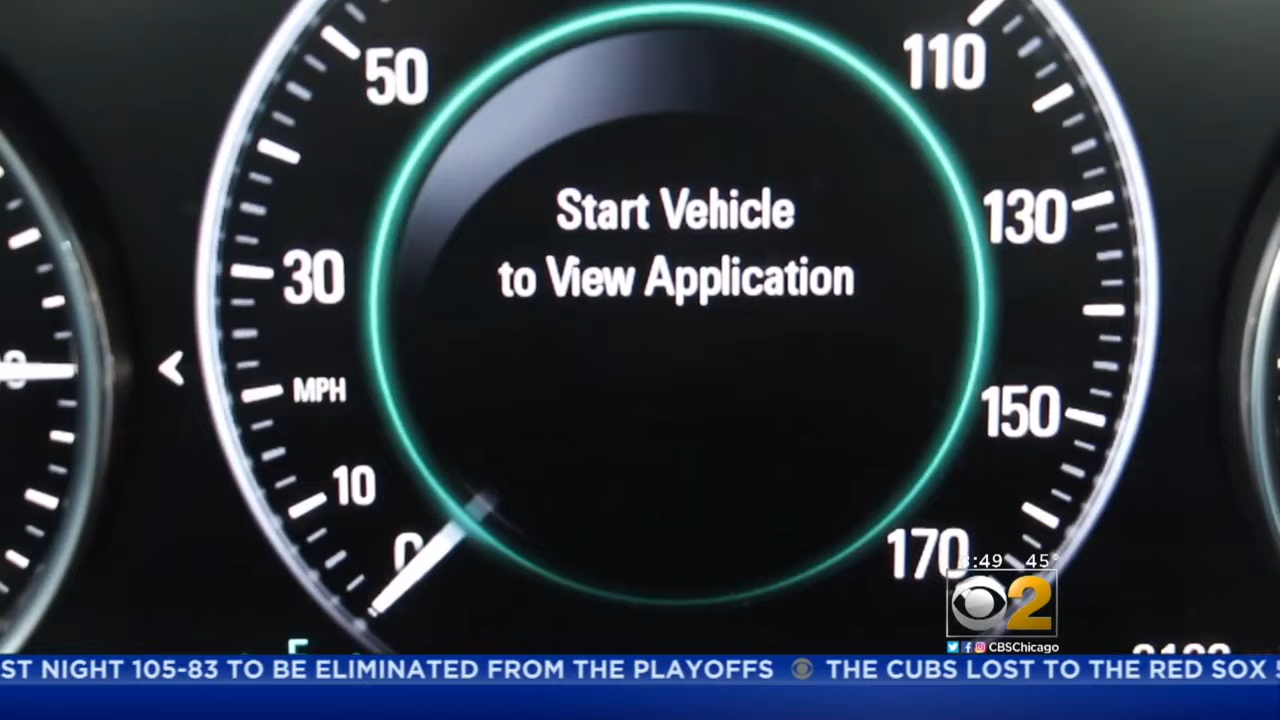 50
110
Start Vehicle
130
to View Application
30
MPH
150
10
0
170
:49 45°
2
CBSChicago
ST NIGHT 105-83 TO BE ELIMINATED FROM THE PLAYOFFS THE CUBS LOST TO THE RED SOX